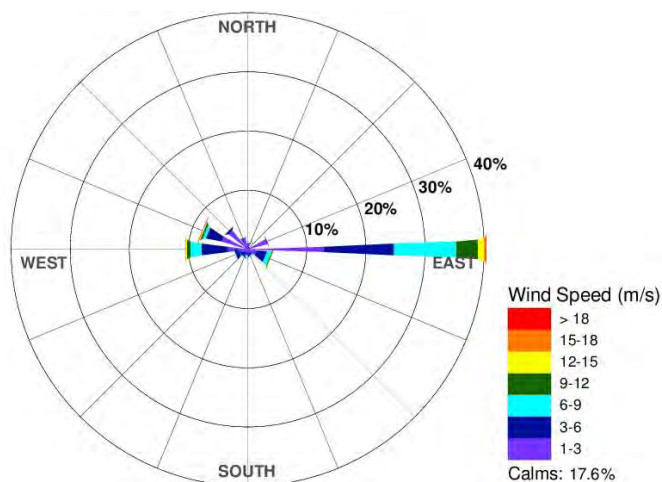 NORTH
40%
30%
20%
10%
WEST
EAST
SOUTH
Wind Speed (m/s)
> 18
15-18
12-15
9-12
6-9
3-6
1-3
Calms: 17.6%